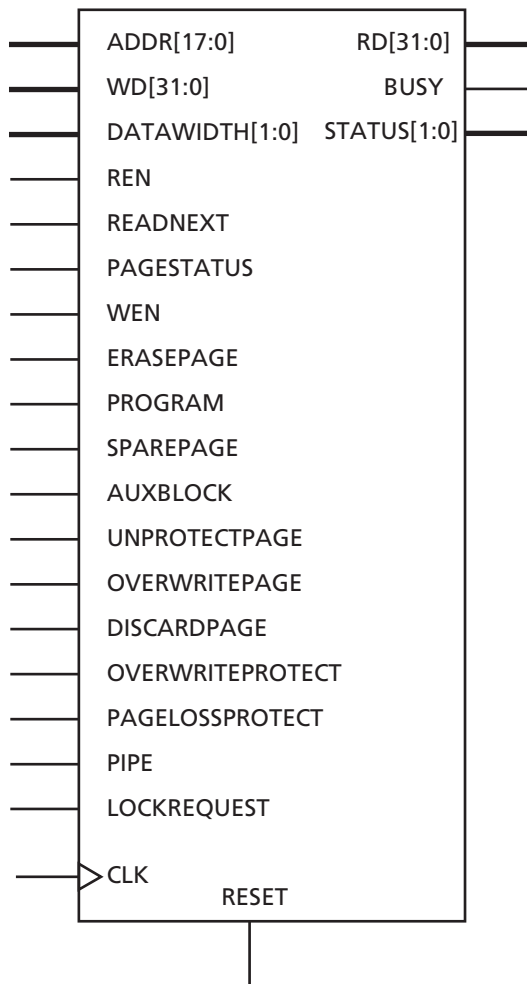 ADDR[17:0] RD[31:0]
WD[31:0] BUSY
DATAWIDTH[1:0] STATUS[1:0]
REN
READNEXT
PAGESTATUS
WEN
ERASEPAGE
PROGRAM
SPAREPAGE
AUXBLOCK
UNPROTECTPAGE
OVERWRITEPAGE
DISCARDPAGE
OVERWRITEPROTECT
PAGELOSSPROTECT
PIPE
LOCKREQUEST
CLK
RESET